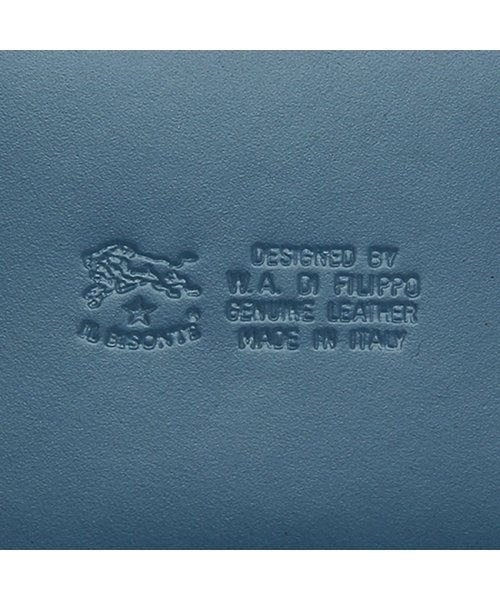 IL BISONTE®
DESIGNED BY
W.A. DI FILIPPO
GENUINE LEATHER
MADE IN ITALY